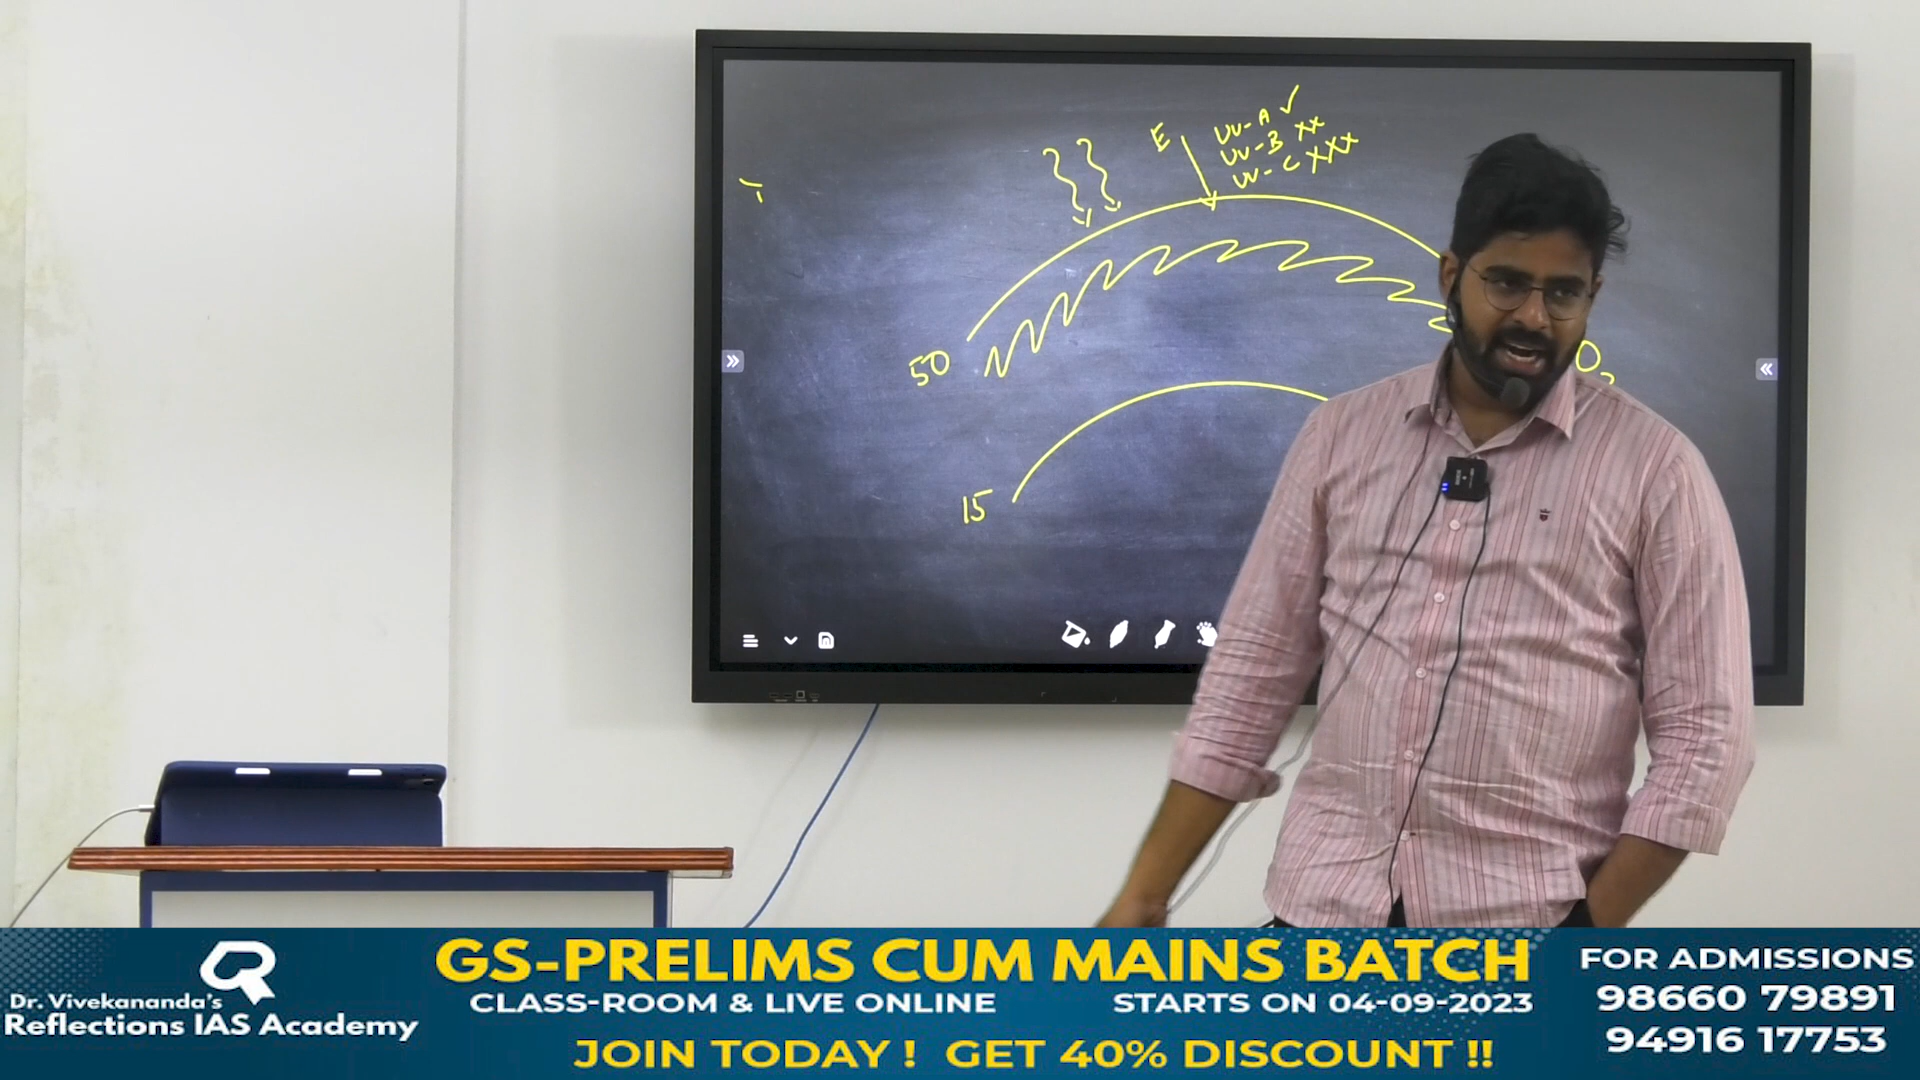 E
UV-A ✓
UV-B XX
UV-C XXX
50
O3
15
Dr. Vivekananda's
Reflections IAS Academy
GS-PRELIMS CUM MAINS BATCH
CLASS-ROOM & LIVE ONLINE STARTS ON 04-09-2023
JOIN TODAY ! GET 40% DISCOUNT !!
FOR ADMISSIONS
98660 79891
94916 17753